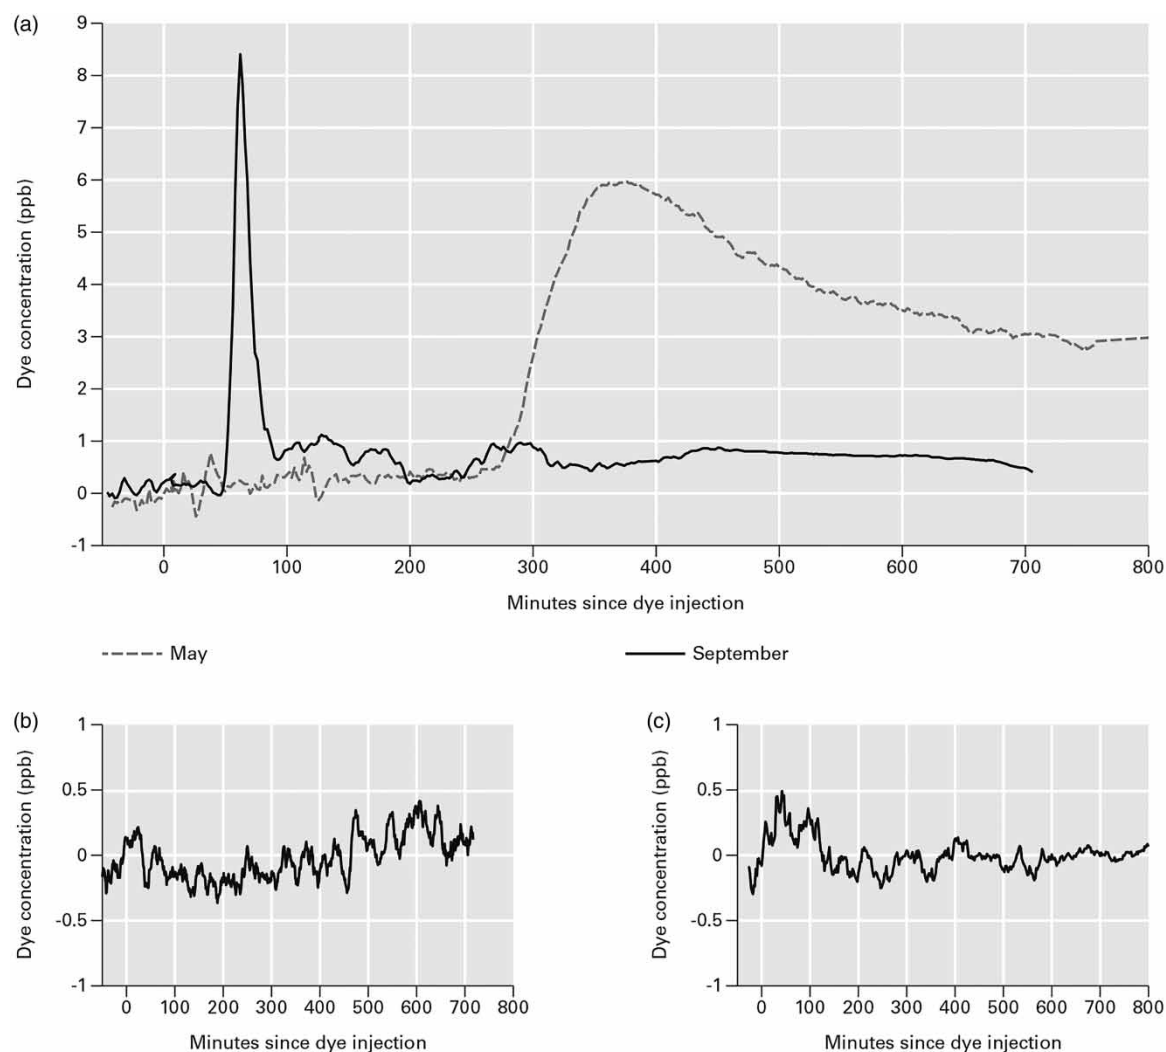 (a)
Dye concentration (ppb)
9
8
7
6
5
4
3
2
1
0
-1
0 100 200 300 400 500 600 700 800
Minutes since dye injection
May September
(b)
Dye concentration (ppb)
1
0.5
0
-0.5
-1
0 100 200 300 400 500 600 700 800
Minutes since dye injection
(c)
Dye concentration (ppb)
1
0.5
0
-0.5
-1
0 100 200 300 400 500 600 700 800
Minutes since dye injection